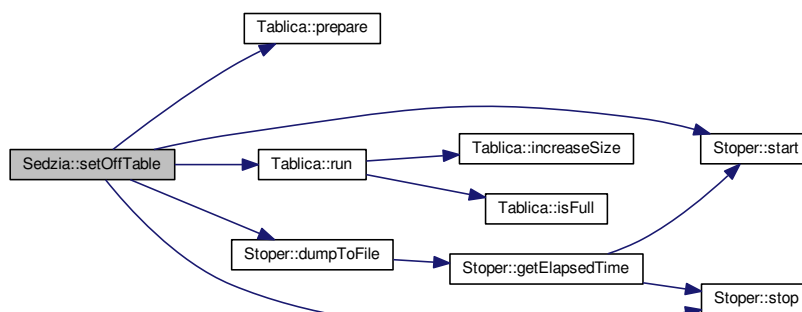 Tablica::prepare
Sedzia::setOffTable
Tablica::run
Tablica::increaseSize
Stoper::start
Tablica::isFull
Stoper::dumpToFile
Stoper::getElapsedTime
Stoper::stop